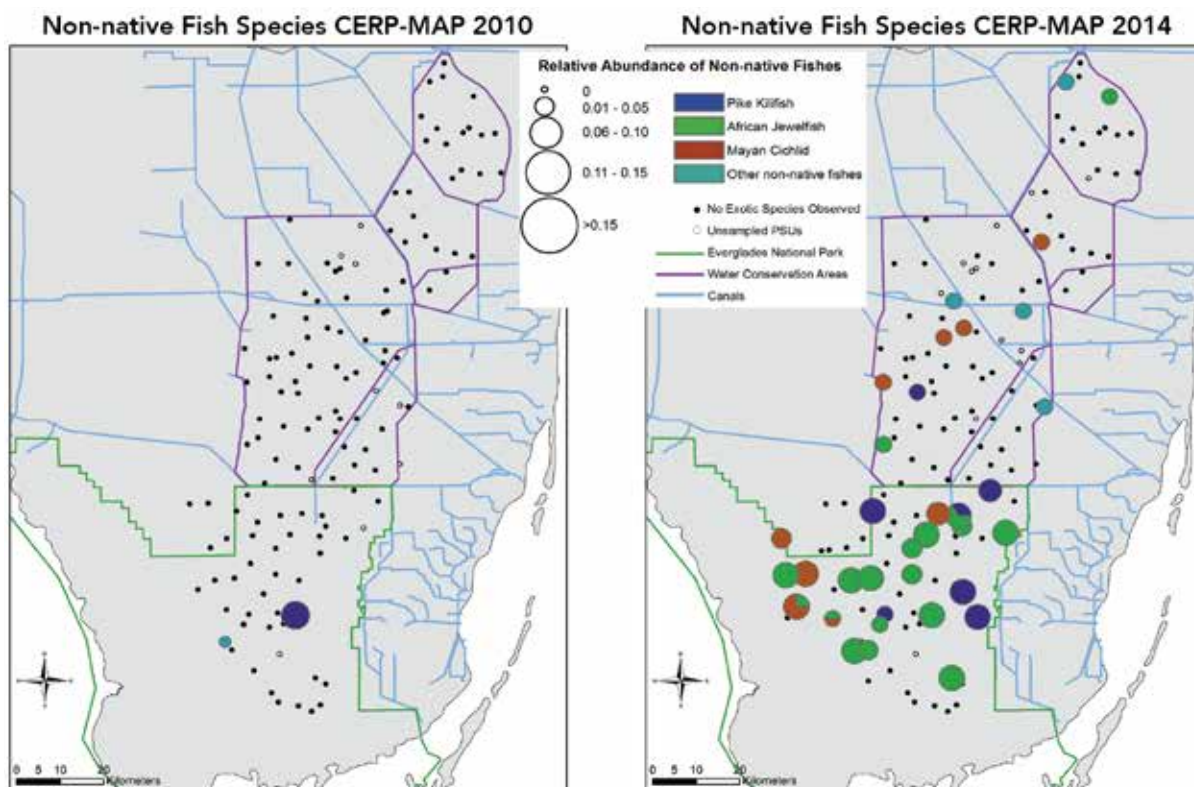 Non-native Fish Species CERP-MAP 2010
Non-native Fish Species CERP-MAP 2014
Relative Abundance of Non-native Fishes
0
0.01 - 0.05
0.06 - 0.10
0.11 - 0.15
>0.15
Pike Killifish
African Jewelfish
Mayan Cichlid
Other non-native fishes
No Exotic Species Observed
Unsampled PSUs
Everglades National Park
Water Conservation Areas
Canals
0 5 10 20
Kilometers
0 5 10 20
Kilometers